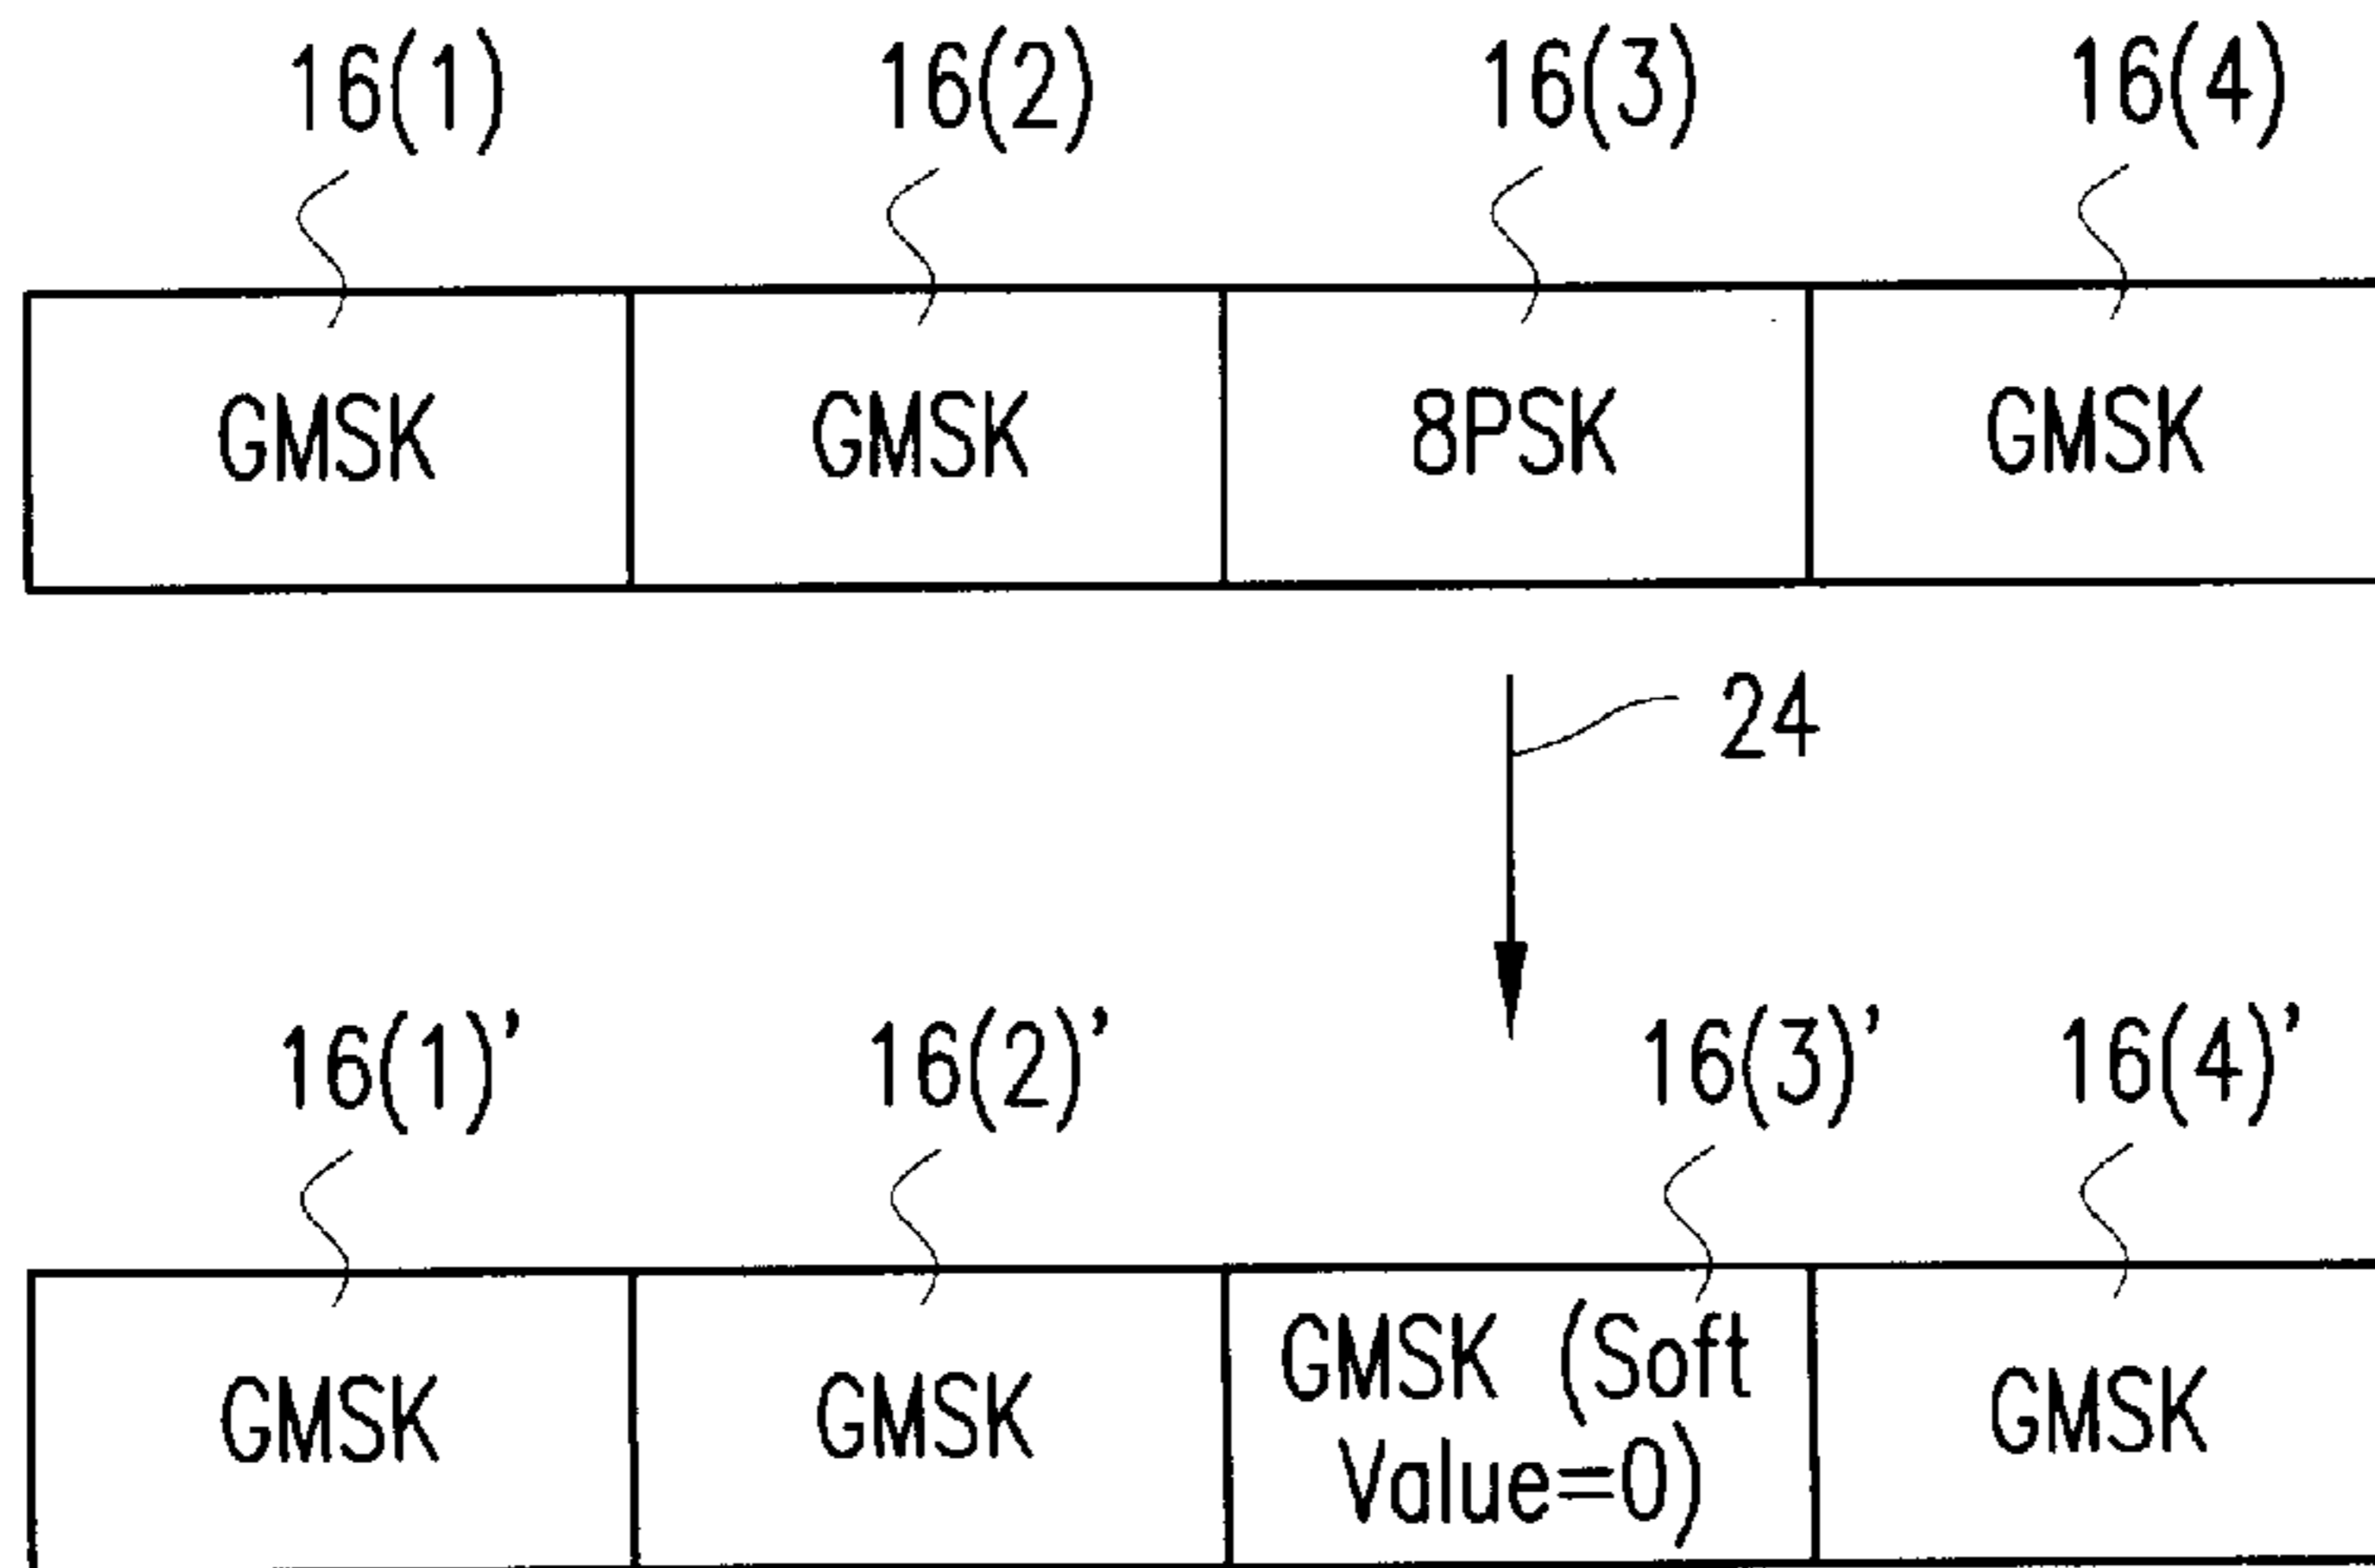 16(1) 16(2) 16(3) 16(4)
GMSK GMSK 8PSK GMSK
24
16(1)' 16(2)' 16(3)' 16(4)'
GMSK GMSK GMSK (Soft Value=0) GMSK